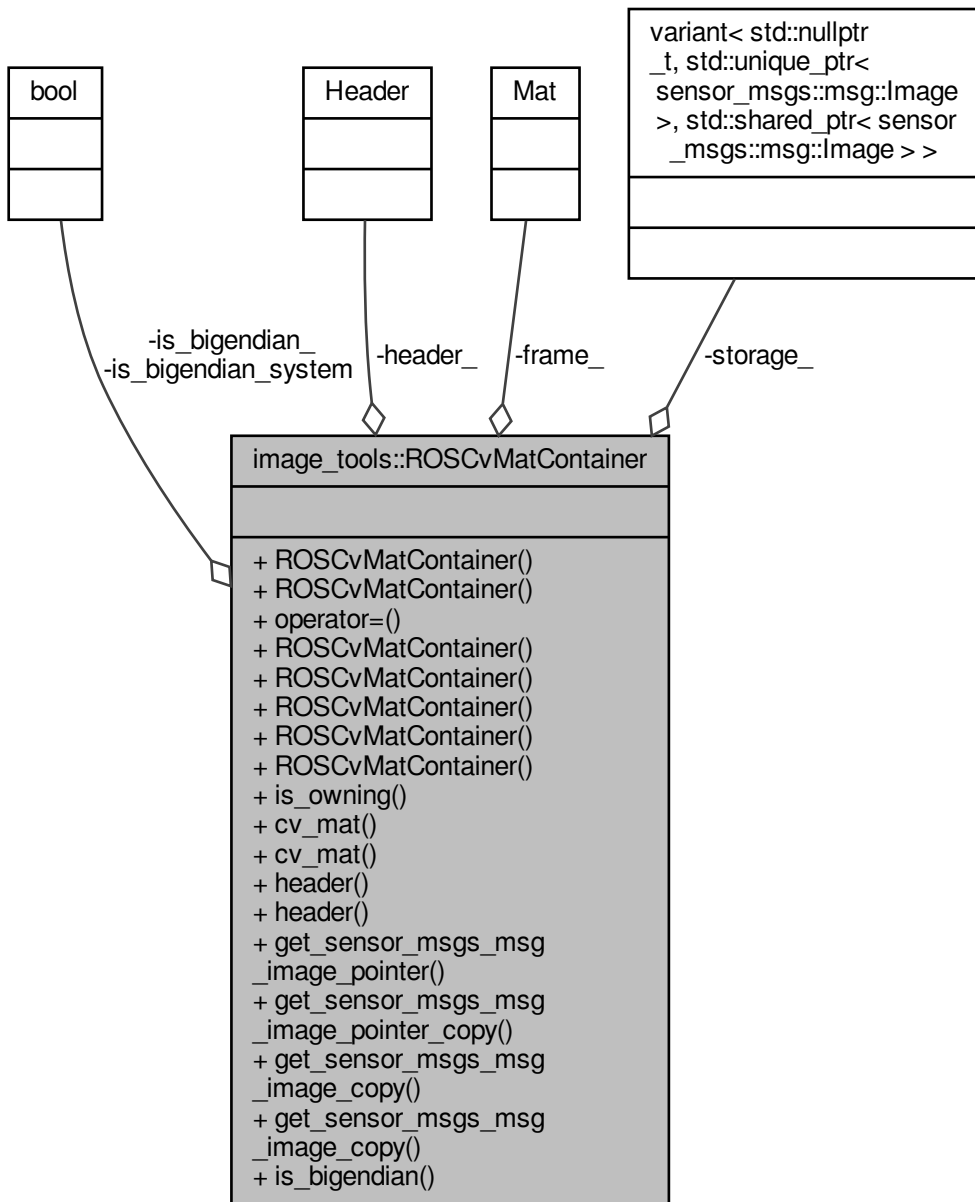 bool
Header
Mat
variant< std::nullptr
_t, std::unique_ptr<
sensor_msgs::msg::Image
>, std::shared_ptr< sensor
_msgs::msg::Image > >
-is_bigendian_
-is_bigendian_system
-header_
-frame_
-storage_
image_tools::ROSCvMatContainer
+ ROSCvMatContainer()
+ ROSCvMatContainer()
+ operator=()
+ ROSCvMatContainer()
+ ROSCvMatContainer()
+ ROSCvMatContainer()
+ ROSCvMatContainer()
+ ROSCvMatContainer()
+ is_owning()
+ cv_mat()
+ cv_mat()
+ header()
+ header()
+ get_sensor_msgs_msg
_image_pointer()
+ get_sensor_msgs_msg
_image_pointer_copy()
+ get_sensor_msgs_msg
_image_copy()
+ get_sensor_msgs_msg
_image_copy()
+ is_bigendian()